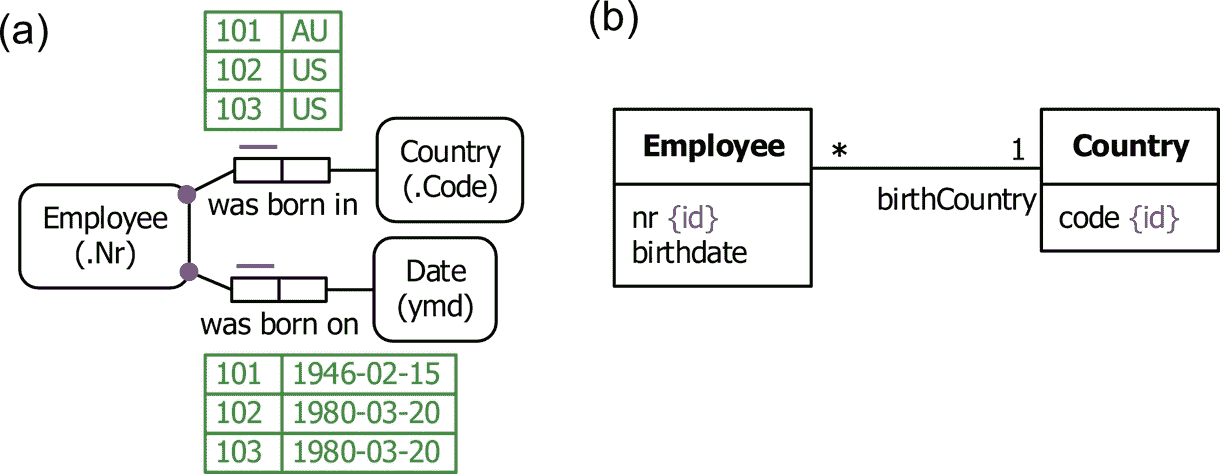 (a)
101 AU
102 US
103 US
Employee
(.Nr)
was born in
Country
(.Code)
was born on
Date
(ymd)
101 1946-02-15
102 1980-03-20
103 1980-03-20
(b)
Employee
nr {id}
birthdate
* 1
birthCountry
Country
code {id}